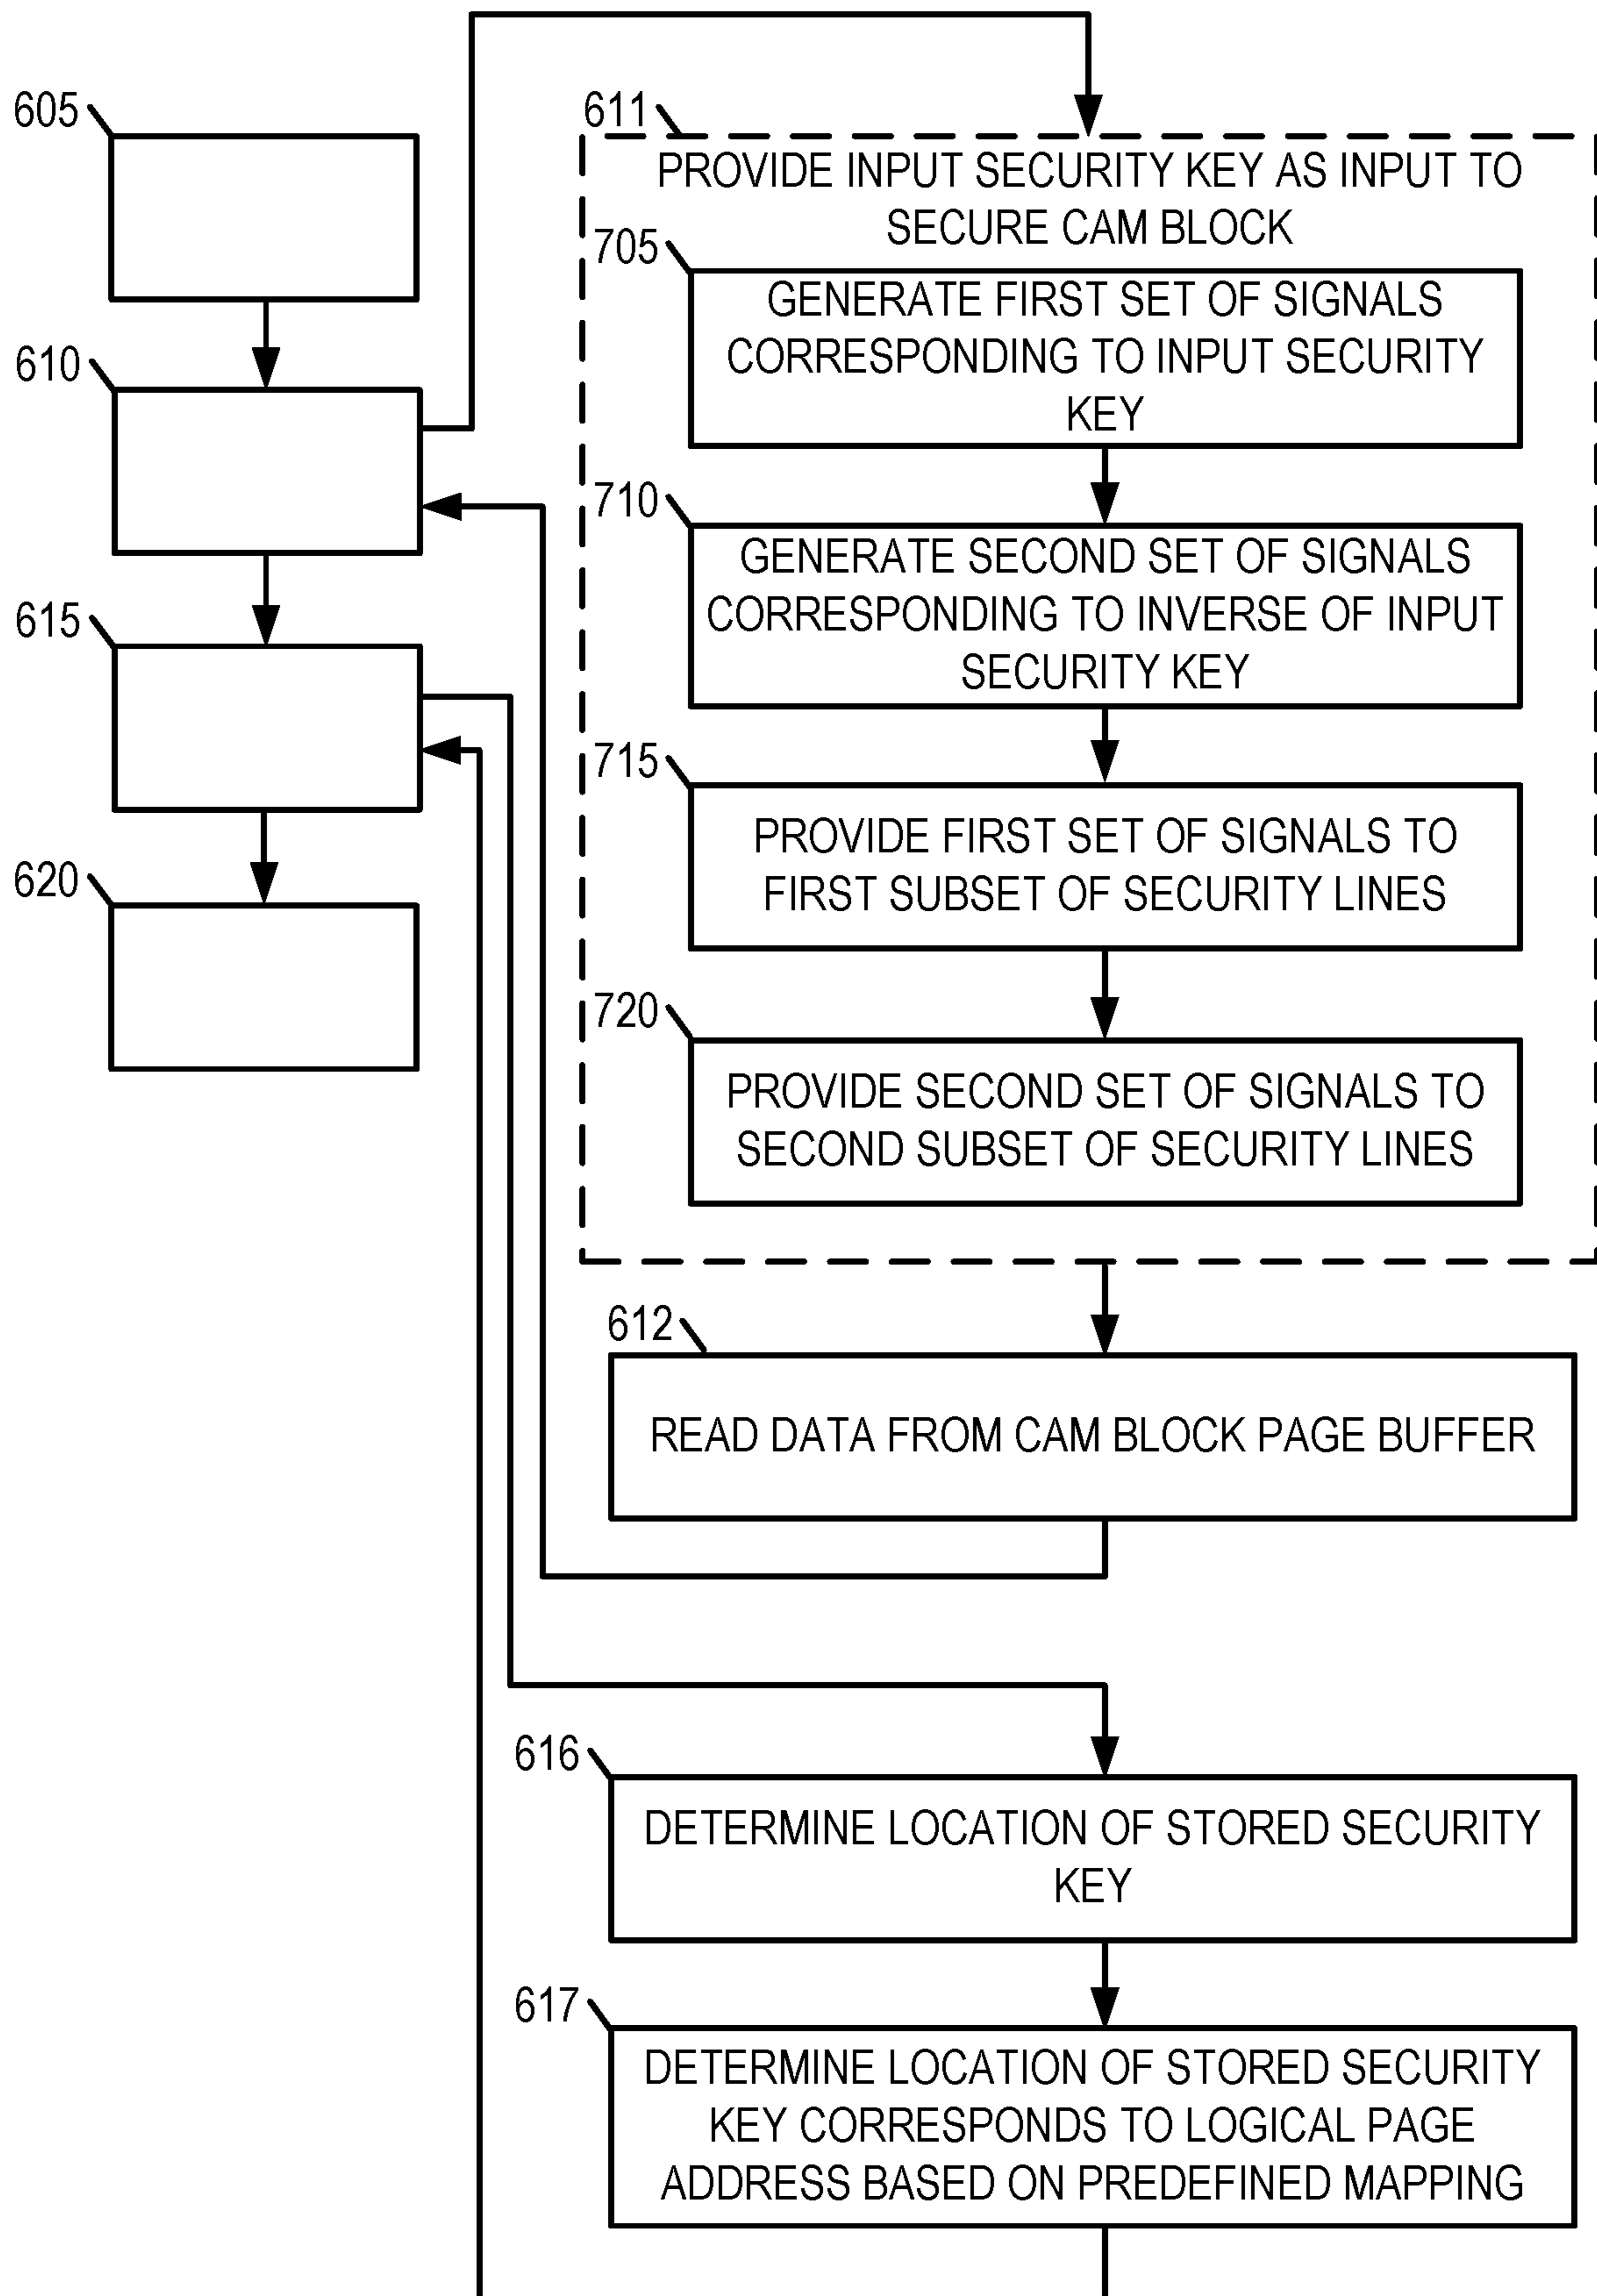 605
610
615
620
611
PROVIDE INPUT SECURITY KEY AS INPUT TO
SECURE CAM BLOCK
705
GENERATE FIRST SET OF SIGNALS
CORRESPONDING TO INPUT SECURITY
KEY
710
GENERATE SECOND SET OF SIGNALS
CORRESPONDING TO INVERSE OF INPUT
SECURITY KEY
715
PROVIDE FIRST SET OF SIGNALS TO
FIRST SUBSET OF SECURITY LINES
720
PROVIDE SECOND SET OF SIGNALS TO
SECOND SUBSET OF SECURITY LINES
612
READ DATA FROM CAM BLOCK PAGE BUFFER
616
DETERMINE LOCATION OF STORED SECURITY
KEY
617
DETERMINE LOCATION OF STORED SECURITY
KEY CORRESPONDS TO LOGICAL PAGE
ADDRESS BASED ON PREDEFINED MAPPING